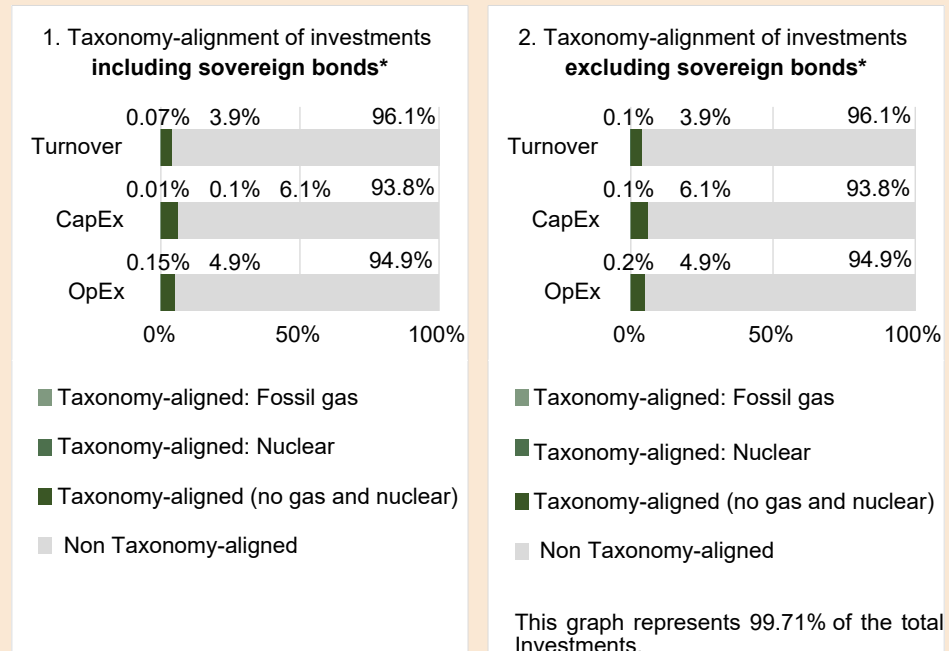 1. Taxonomy-alignment of investments
including sovereign bonds*
0.07% 3.9% 96.1%
Turnover
0.01% 0.1% 6.1% 93.8%
CapEx
0.15% 4.9% 94.9%
OpEx
0% 50% 100%
Taxonomy-aligned: Fossil gas
Taxonomy-aligned: Nuclear
Taxonomy-aligned (no gas and nuclear)
Non Taxonomy-aligned
2. Taxonomy-alignment of investments
excluding sovereign bonds*
0.1% 3.9% 96.1%
Turnover
0.1% 6.1% 93.8%
CapEx
0.2% 4.9% 94.9%
OpEx
0% 50% 100%
Taxonomy-aligned: Fossil gas
Taxonomy-aligned: Nuclear
Taxonomy-aligned (no gas and nuclear)
Non Taxonomy-aligned
This graph represents 99.71% of the total
Investments.